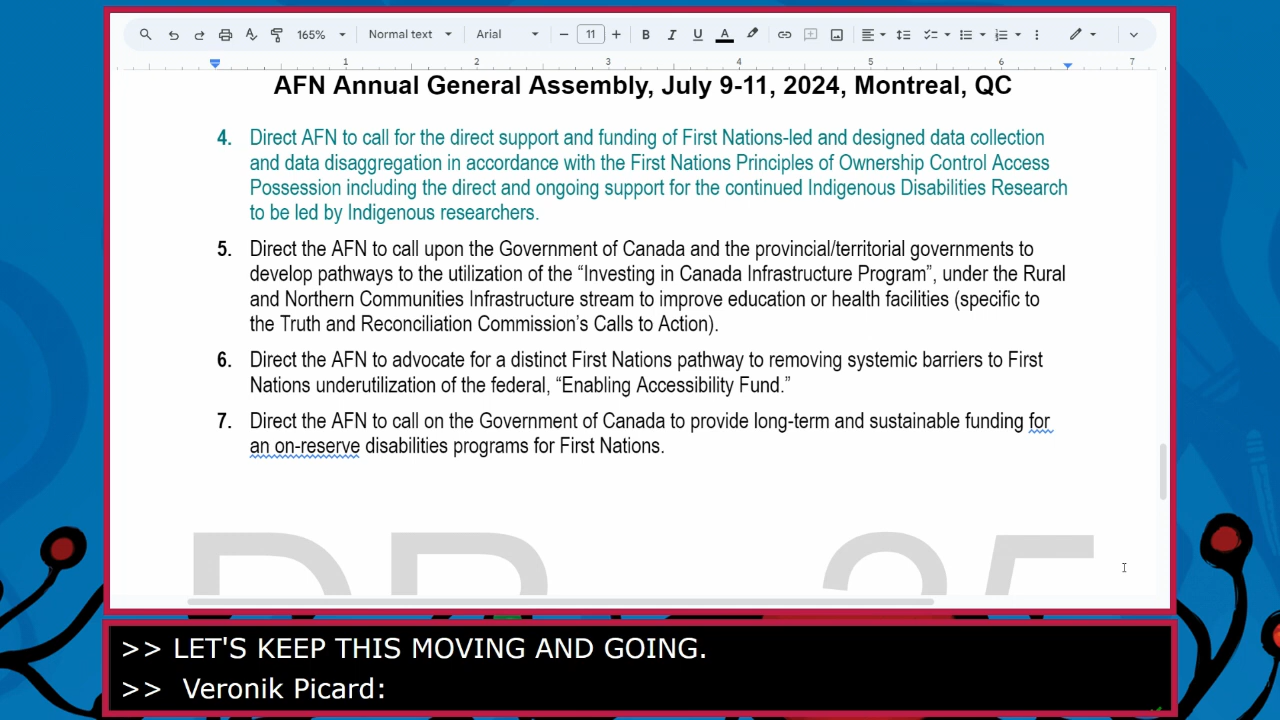 165%
Normal text
Arial
11
B I U A
1 2 3 4 5 6 7
AFN Annual General Assembly, July 9-11, 2024, Montreal, QC
4. Direct AFN to call for the direct support and funding of First Nations-led and designed data collection
and data disaggregation in accordance with the First Nations Principles of Ownership Control Access
Possession including the direct and ongoing support for the continued Indigenous Disabilities Research
to be led by Indigenous researchers.
5. Direct the AFN to call upon the Government of Canada and the provincial/territorial governments to
develop pathways to the utilization of the “Investing in Canada Infrastructure Program”, under the Rural
and Northern Communities Infrastructure stream to improve education or health facilities (specific to
the Truth and Reconciliation Commission’s Calls to Action).
6. Direct the AFN to advocate for a distinct First Nations pathway to removing systemic barriers to First
Nations underutilization of the federal, “Enabling Accessibility Fund.”
7. Direct the AFN to call on the Government of Canada to provide long-term and sustainable funding for
an on-reserve disabilities programs for First Nations.
>> LET'S KEEP THIS MOVING AND GOING.
>> Veronik Picard: